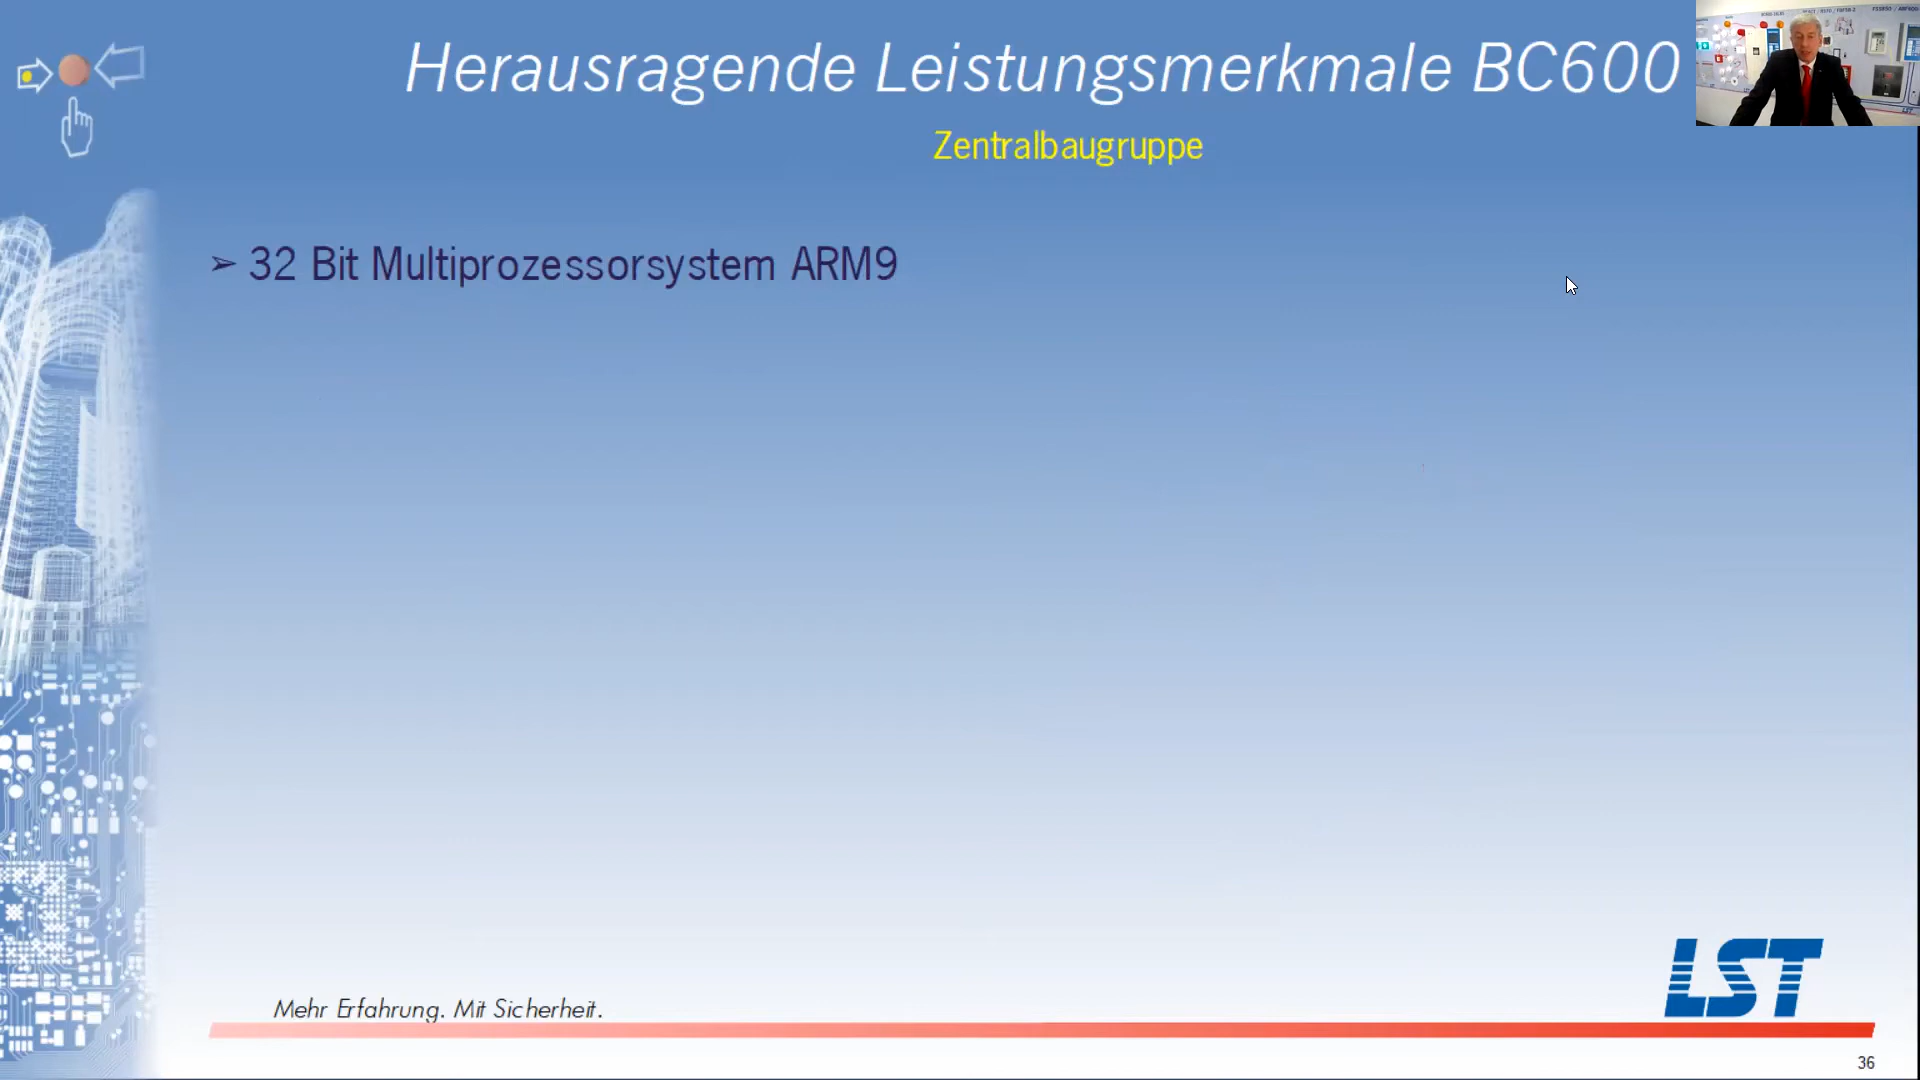 Herausragende Leistungsmerkmale BC600
Zentralbaugruppe
➢ 32 Bit Multiprozessorsystem ARM9
LST
Mehr Erfahrung. Mit Sicherheit.
36